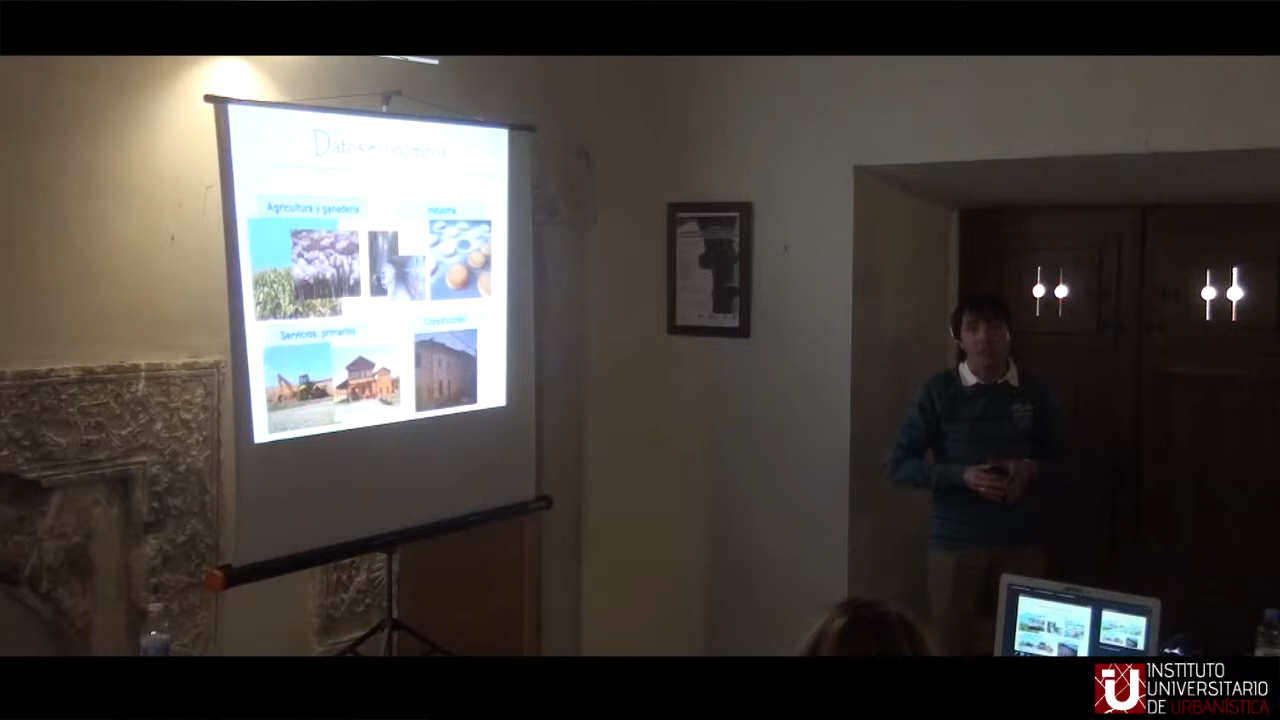 Datos económicos
Agricultura y ganadería
Industria
Servicios primarios
Construcción
INSTITUTO
UNIVERSITARIO
DE URBANÍSTICA